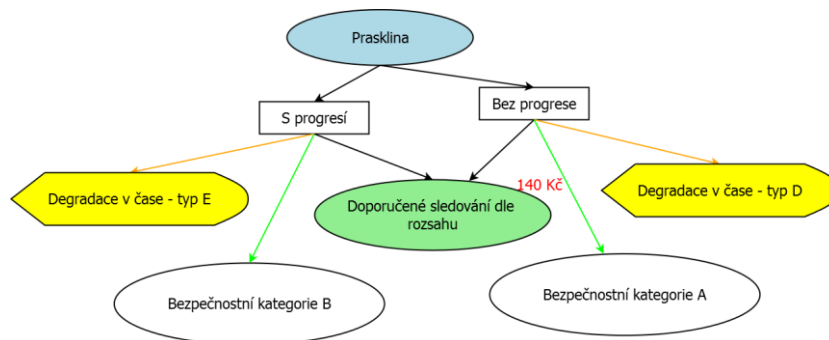 Prasklina
S progresí
Bez progrese
Degradace v čase - typ E
140 Kč
Doporučené sledování dle
rozsahu
Degradace v čase - typ D
Bezpečnostní kategorie B
Bezpečnostní kategorie A